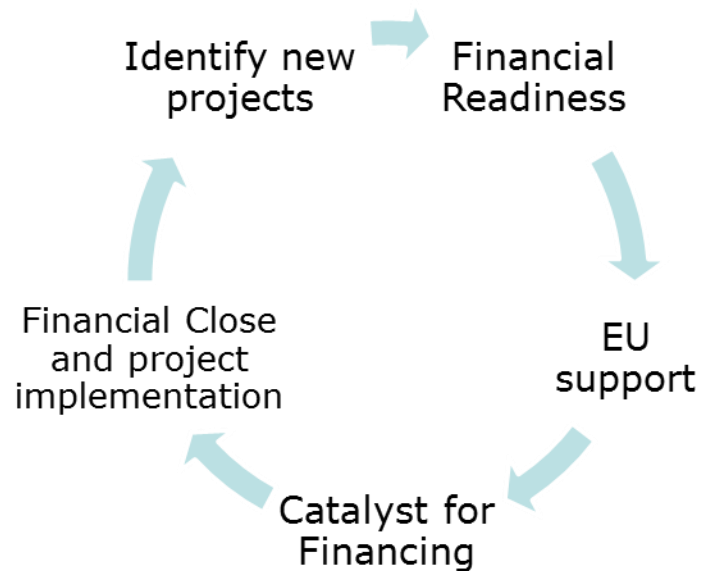 Identify new
projects
Financial
Readiness
EU
support
Catalyst for
Financing
Financial Close
and project
implementation